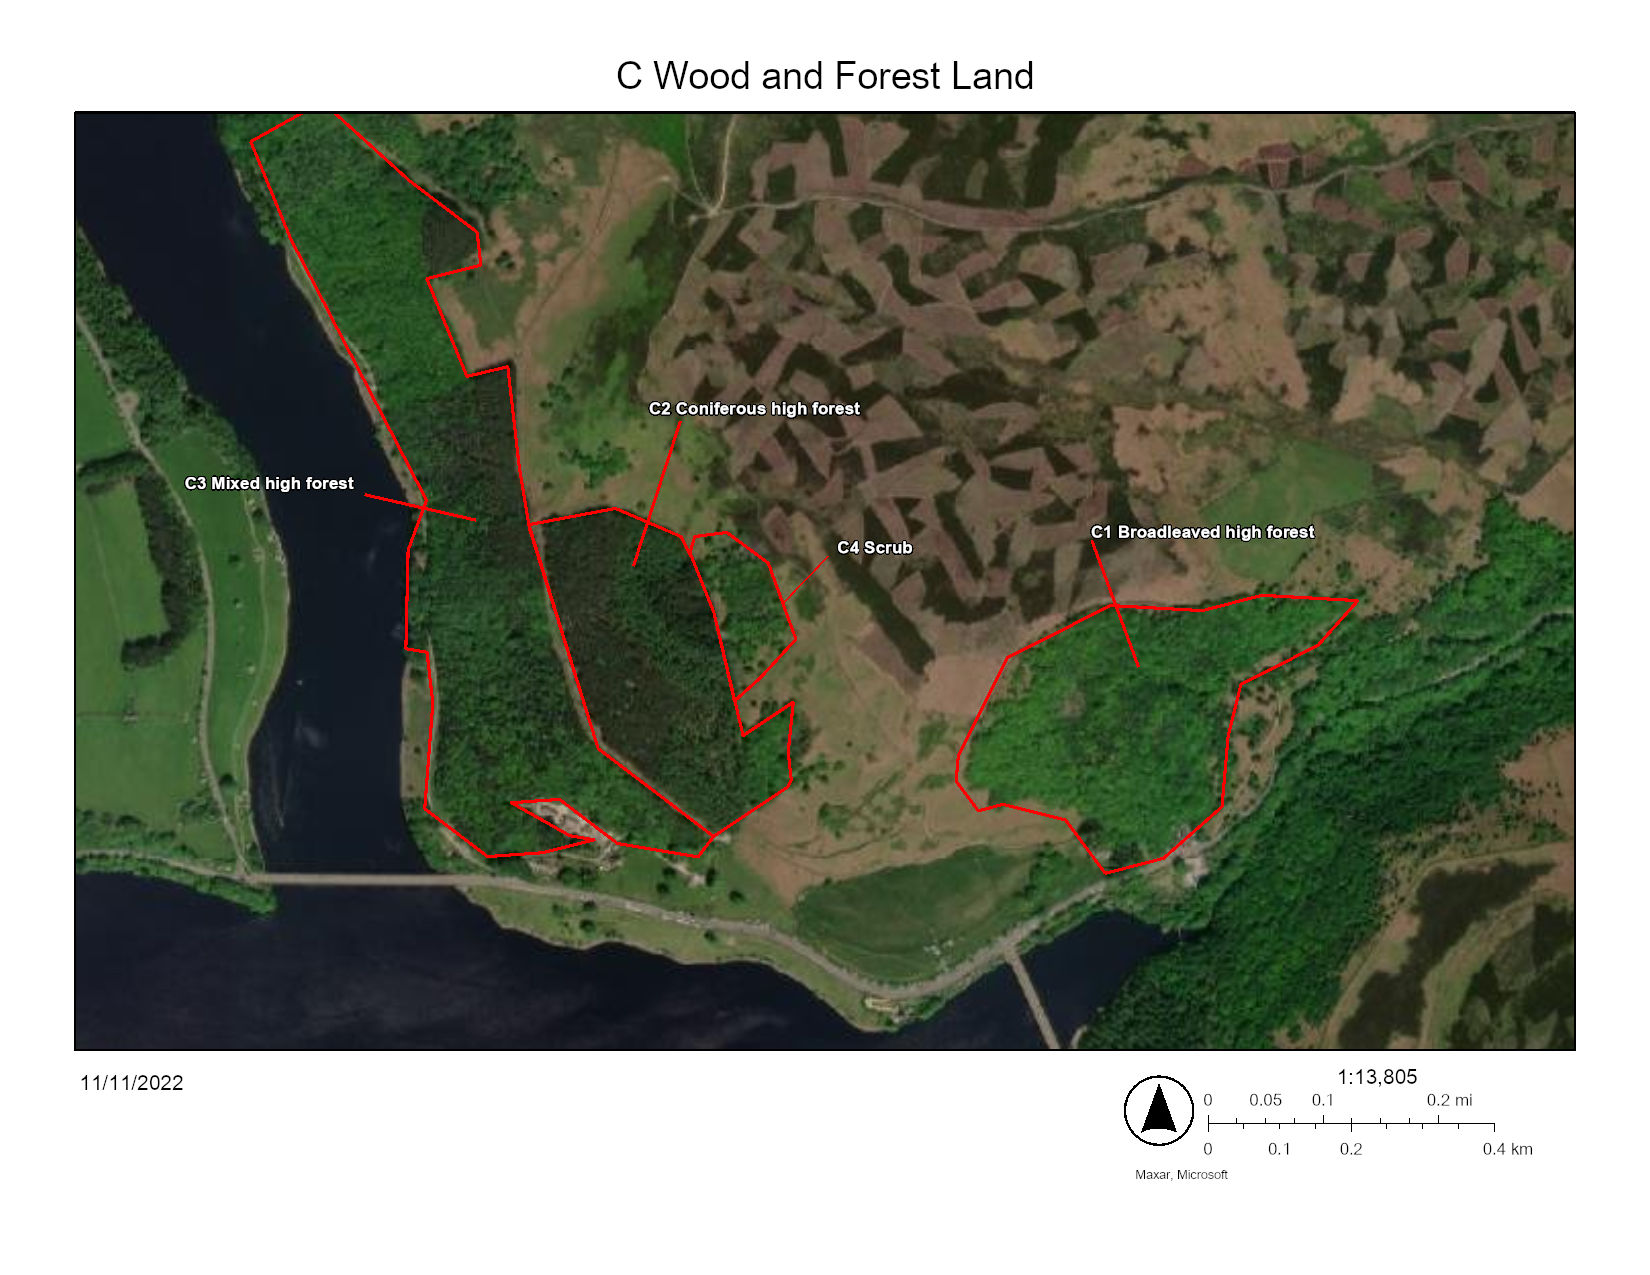 C Wood and Forest Land
C2 Coniferous high forest
C3 Mixed high forest
C1 Broadleaved high forest
C4 Scrub
11/11/2022
1:13,805
0 0.05 0.1 0.2 mi
0 0.1 0.2 0.4 km
Maxar, Microsoft